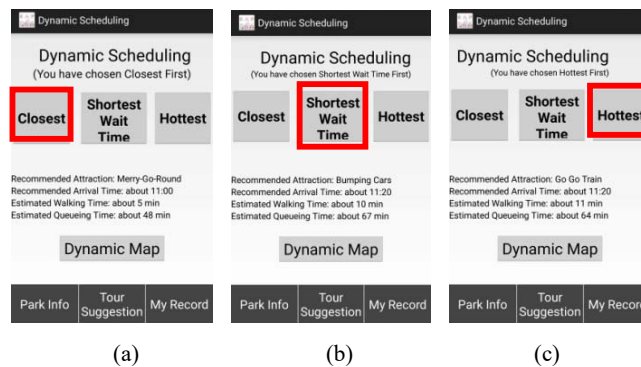 Dynamic Scheduling
Dynamic Scheduling
(You have chosen Closest First)
Closest
Shortest
Wait
Time
Hottest
Recommended Attraction: Merry-Go-Round
Recommended Arrival Time: about 11:00
Estimated Walking Time: about 5 min
Estimated Queueing Time: about 48 min
Dynamic Map
Park Info
Tour
Suggestion
My Record
(a)
Dynamic Scheduling
Dynamic Scheduling
(You have chosen Shortest Wait Time First)
Closest
Shortest
Wait
Time
Hottest
Recommended Attraction: Bumping Cars
Recommended Arrival Time: about 11:20
Estimated Walking Time: about 10 min
Estimated Queueing Time: about 67 min
Dynamic Map
Park Info
Tour
Suggestion
My Record
(b)
Dynamic Scheduling
Dynamic Scheduling
(You have chosen Hottest First)
Closest
Shortest
Wait
Time
Hottest
Recommended Attraction: Go Go Train
Recommended Arrival Time: about 11:20
Estimated Walking Time: about 11 min
Estimated Queueing Time: about 64 min
Dynamic Map
Park Info
Tour
Suggestion
My Record
(c)